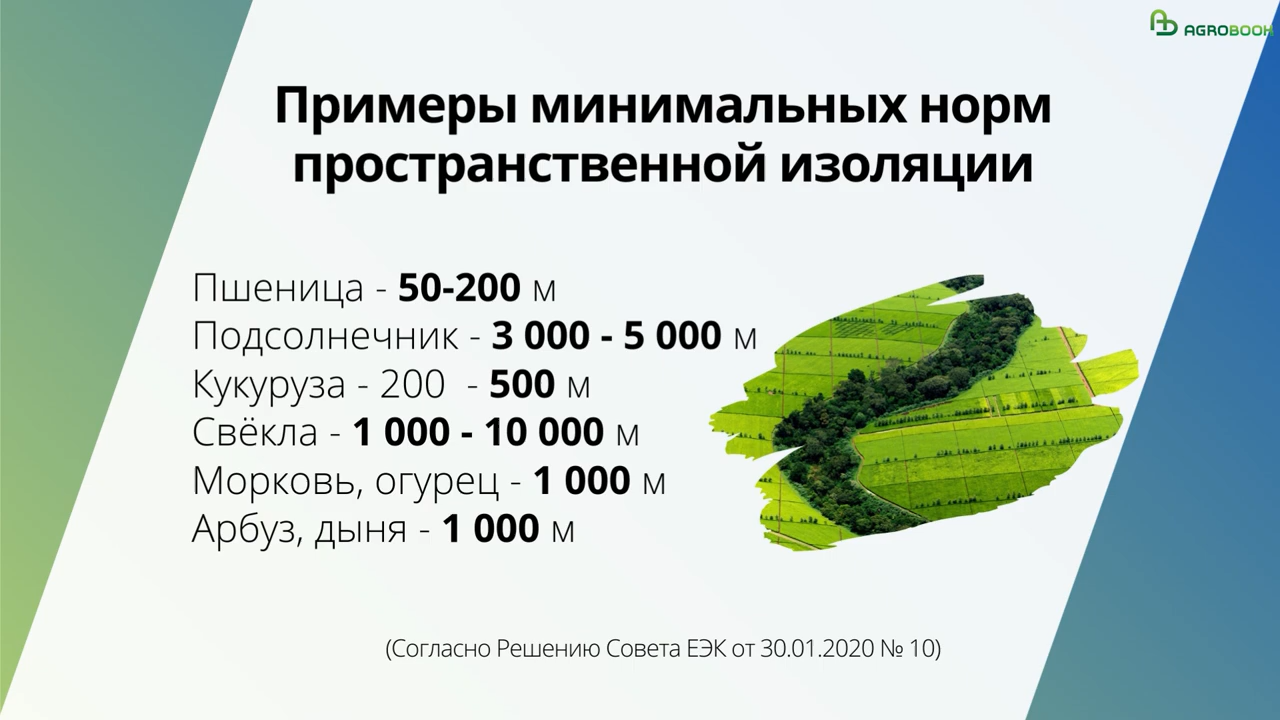 AGROBOOK
Примеры минимальных норм
пространственной изоляции
Пшеница - 50-200 м
Подсолнечник - 3 000 - 5 000 м
Кукуруза - 200 - 500 м
Свёкла - 1 000 - 10 000 м
Морковь, огурец - 1 000 м
Арбуз, дыня - 1 000 м
(Согласно Решению Совета ЕЭК от 30.01.2020 № 10)